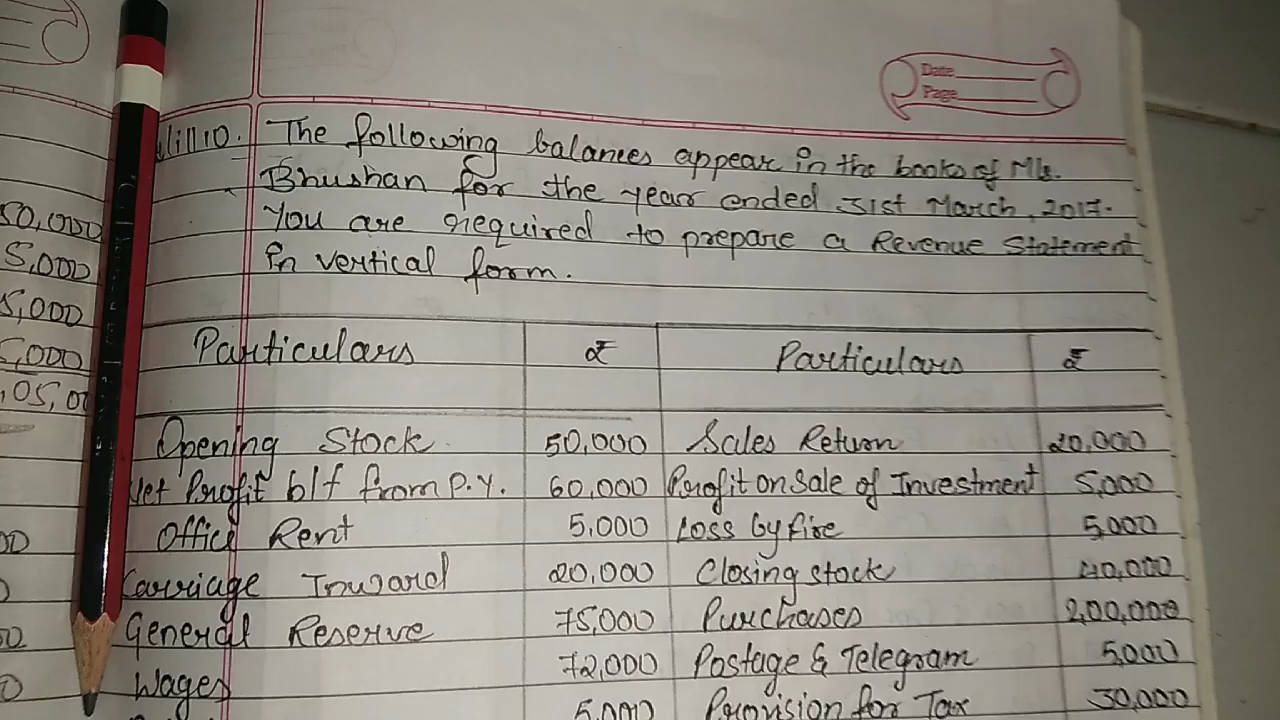 Date
Page
ill10. The following balances appear in the books of M/s.
Bhushan for the year ended 31st March, 2017.
You are required to prepare a Revenue Statement
in vertical form.
Particulars ₹ Particulars ₹
Opening Stock 50,000 Sales Return 20,000
Net Profit b/f from P.Y. 60,000 Profit on Sale of Investment 5,000
Office Rent 5,000 Loss by fire 5,000
Carriage Inward 20,000 Closing stock 40,000
General Reserve 75,000 Purchases 2,00,000
Wages 72,000 Postage & Telegram 5,000
5,000 Provision for Tax 30,000
50,000
5,000
5,000
5,000